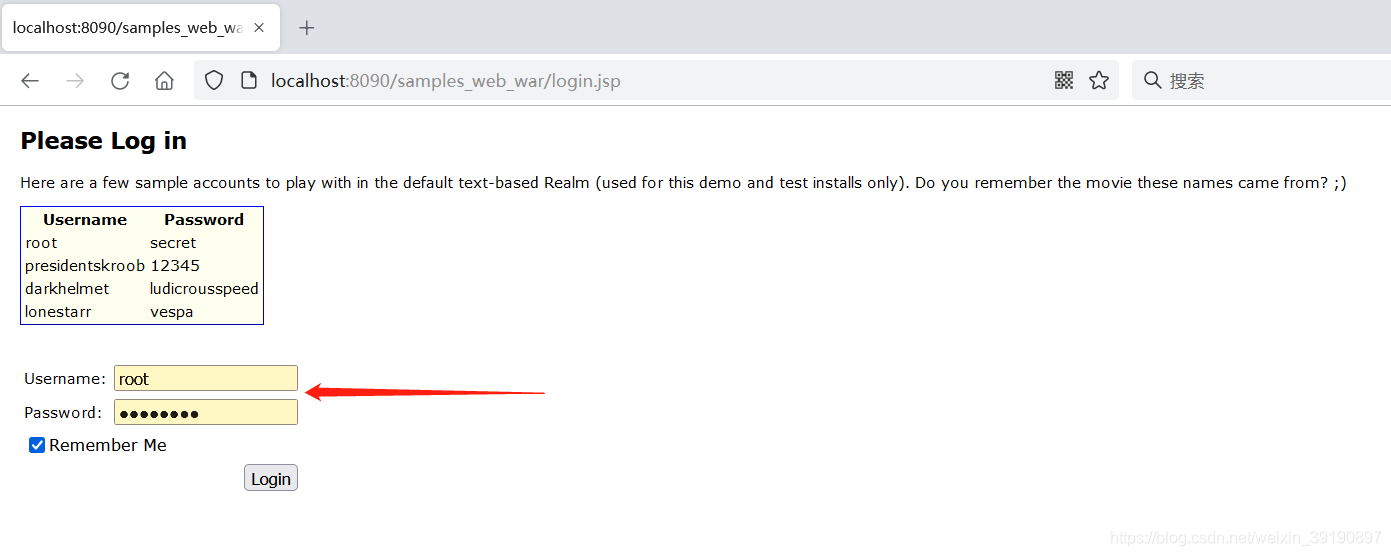 localhost:8090/samples_web_wa
localhost:8090/samples_web_war/login.jsp
搜索
Please Log in
Here are a few sample accounts to play with in the default text-based Realm (used for this demo and test installs only). Do you remember the movie these names came from? ;)
Username Password
root secret
presidentskroob 12345
darkhelmet ludicrousspeed
lonestarr vespa
Username: root
Password: ●●●●●●●●
Remember Me
Login
https://blog.csdn.net/weixin_39190897